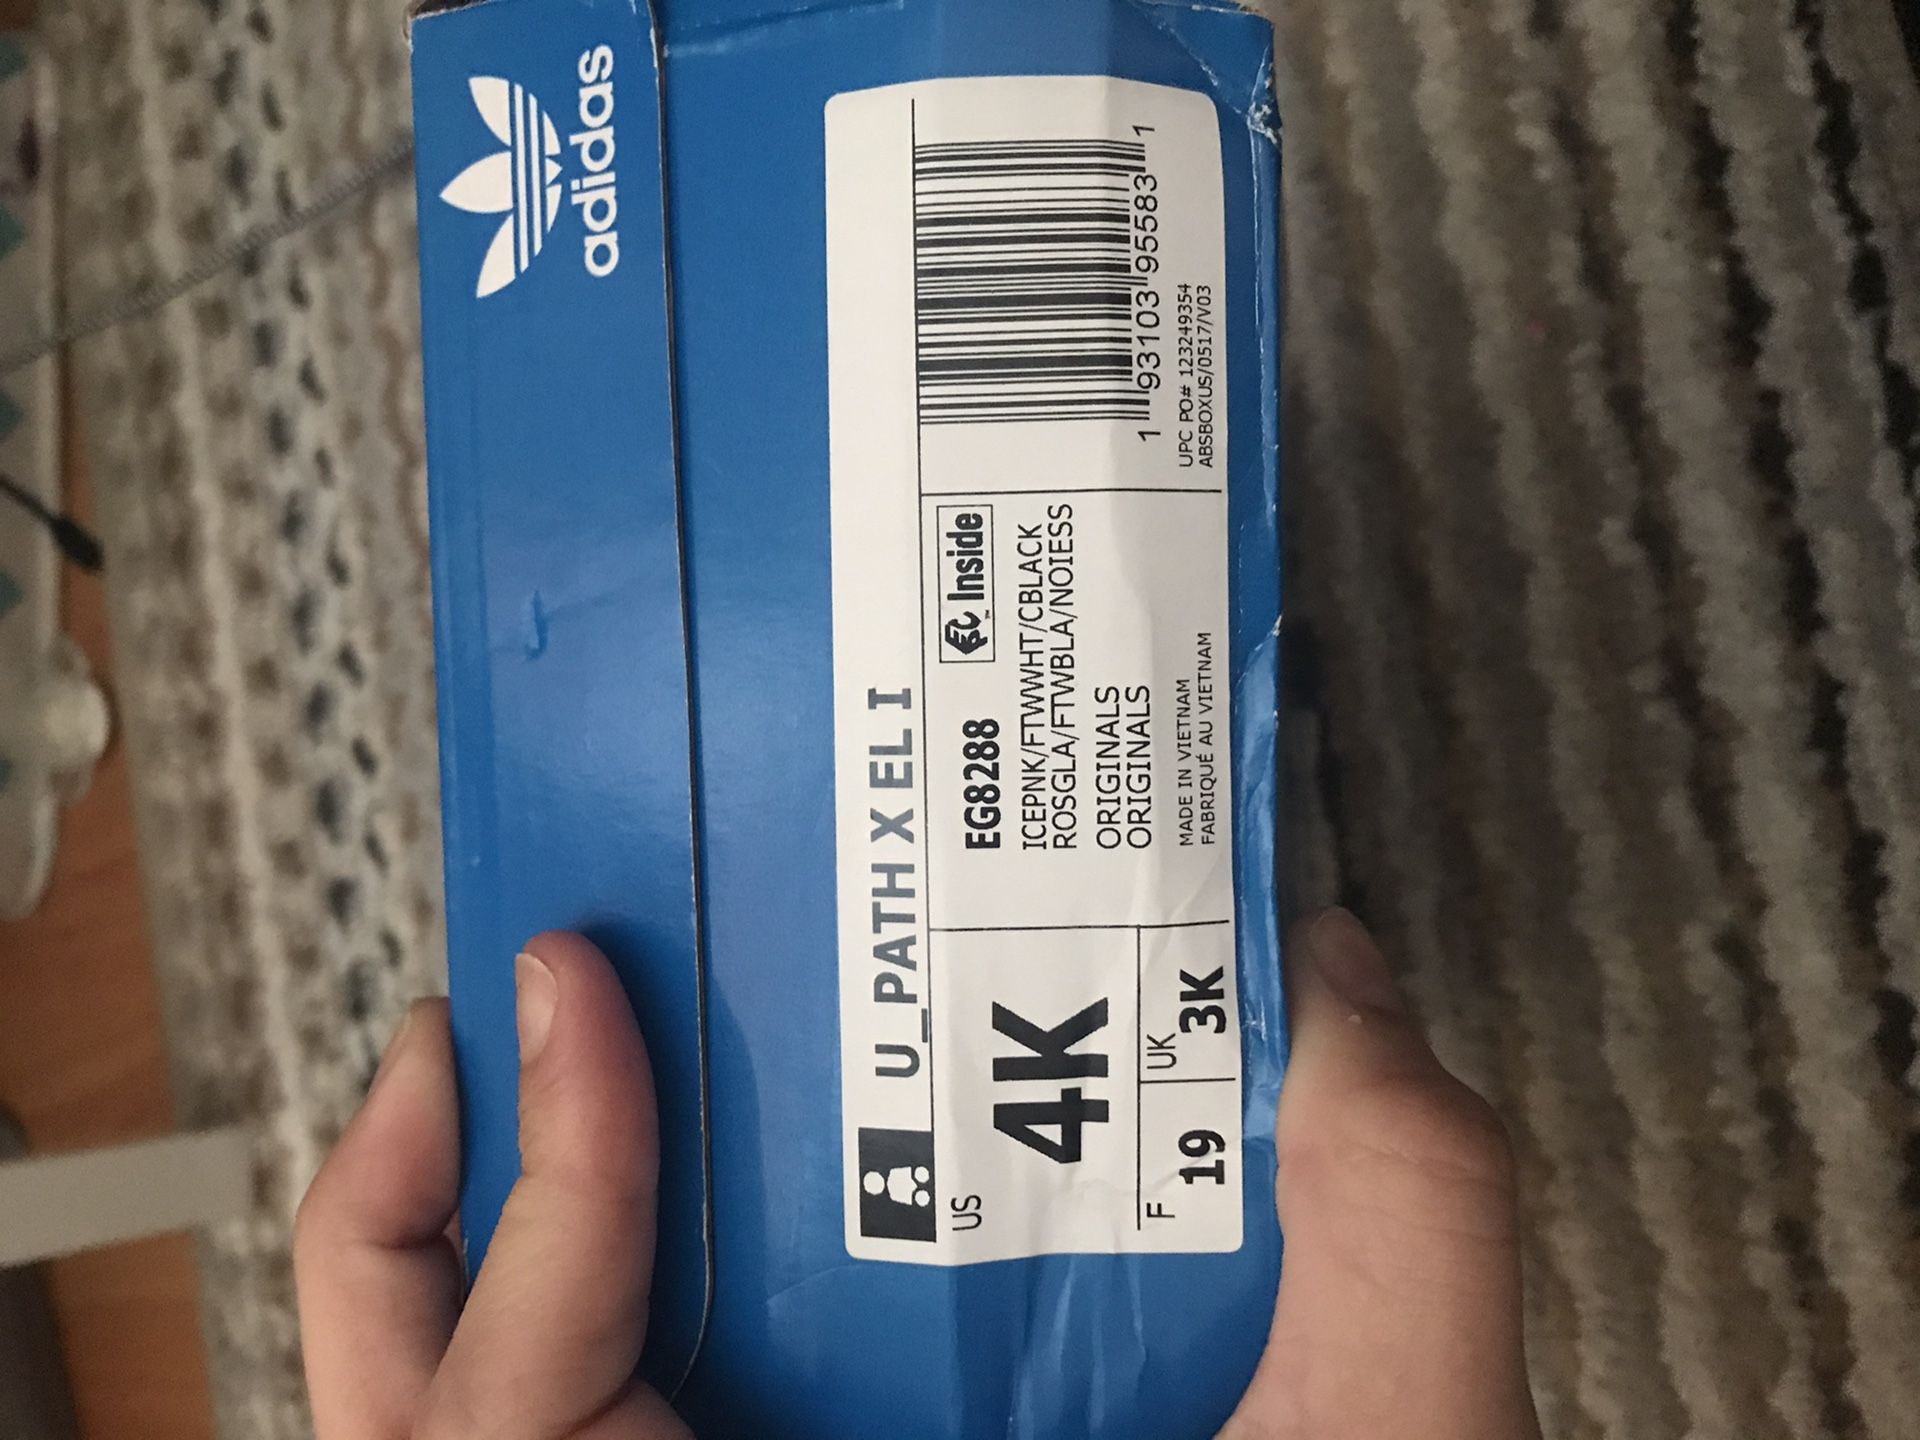 adidas
U_PATH X EL I
US
4K
F
19
UK
3K
EG8288
Inside
ICEPNK/FTWWHT/CBLACK
ROSGLA/FTWBLA/NOIESS
ORIGINALS
ORIGINALS
MADE IN VIETNAM
FABRIQUÉ AU VIETNAM
1 93103 95583 1
UPC PO# 123249354
ABSBOXUS/0517/V03